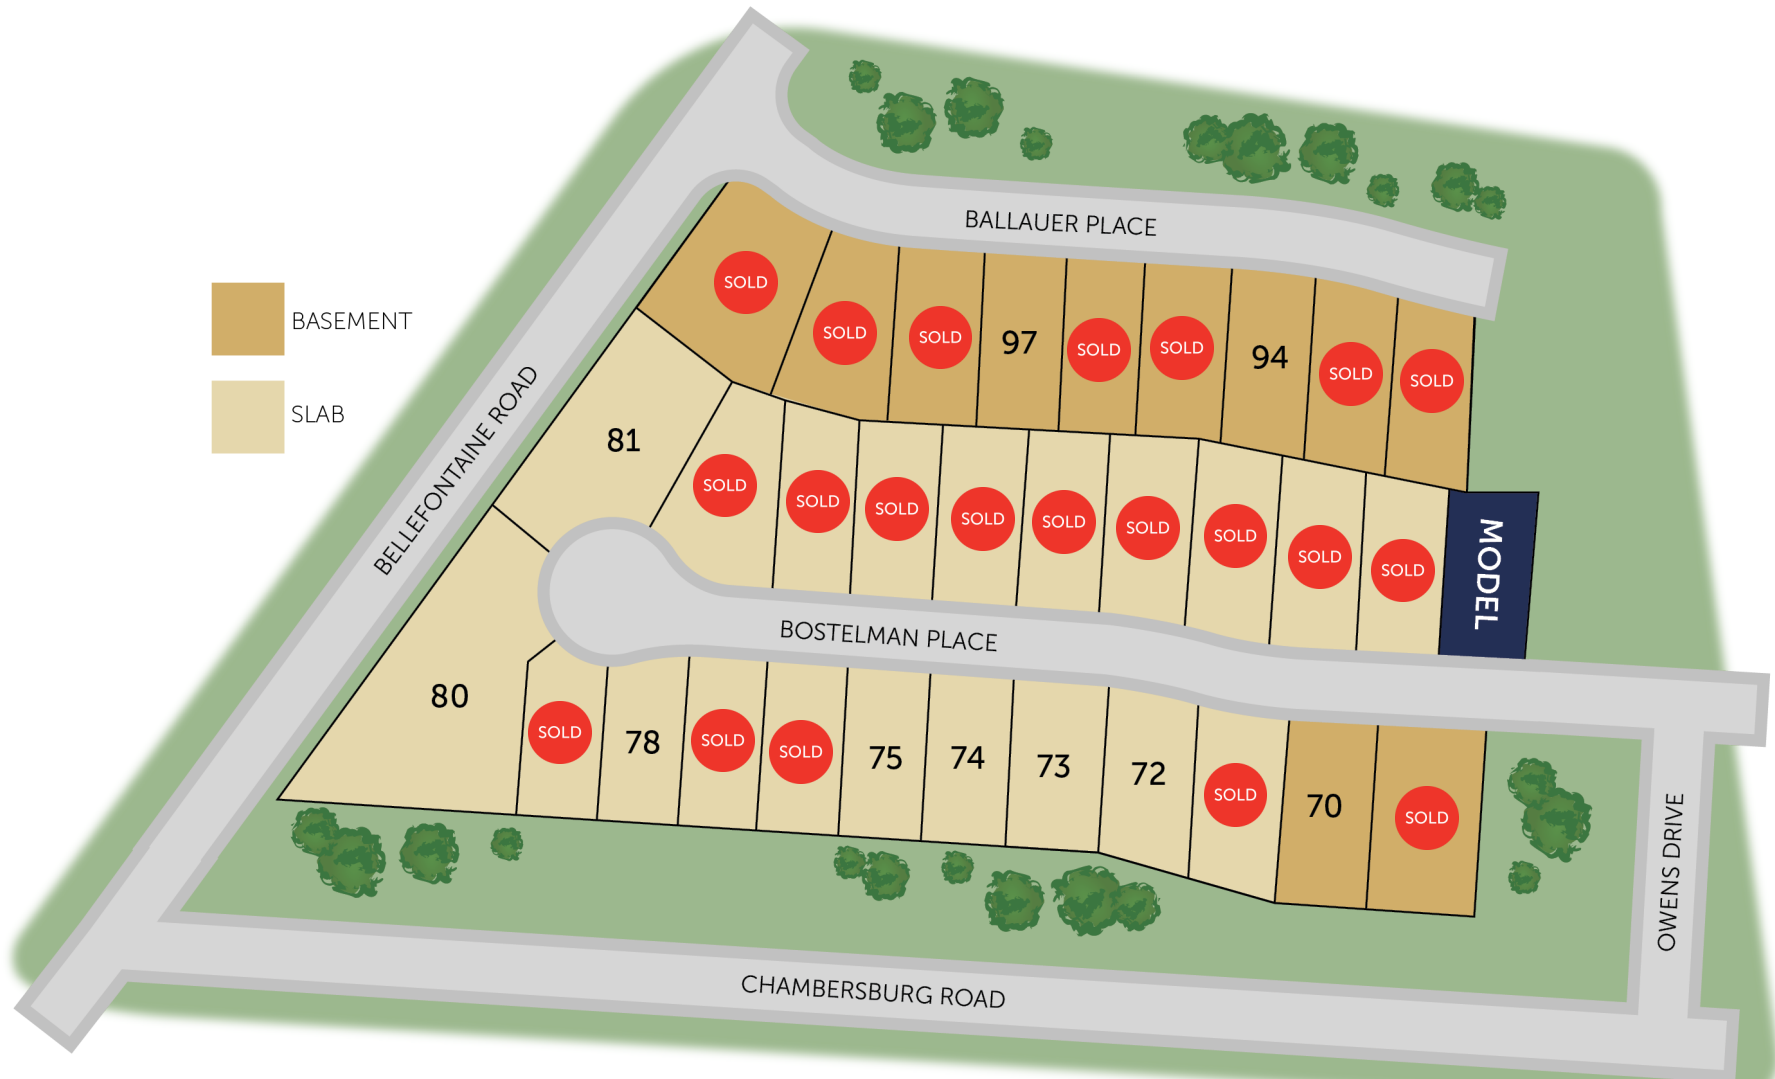 BALLAUER PLACE
SOLD
SOLD
SOLD
97
SOLD
SOLD
94
SOLD
SOLD
BASEMENT
SLAB
BELLEFONTAINE ROAD
81
SOLD
SOLD
SOLD
SOLD
SOLD
SOLD
SOLD
SOLD
SOLD
MODEL
BOSTELMAN PLACE
80
SOLD
78
SOLD
SOLD
75
74
73
72
SOLD
70
SOLD
OWENS DRIVE
CHAMBERSBURG ROAD